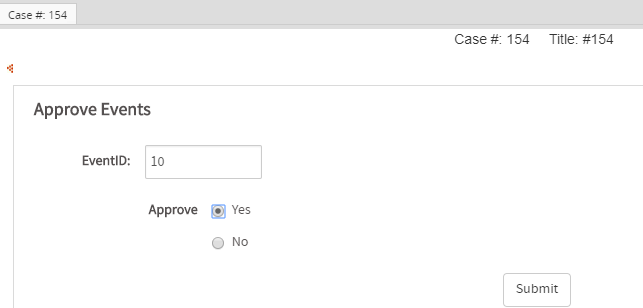 Case #: 154
Case #: 154 Title: #154
Approve Events
EventID: 10
Approve Yes
No
Submit